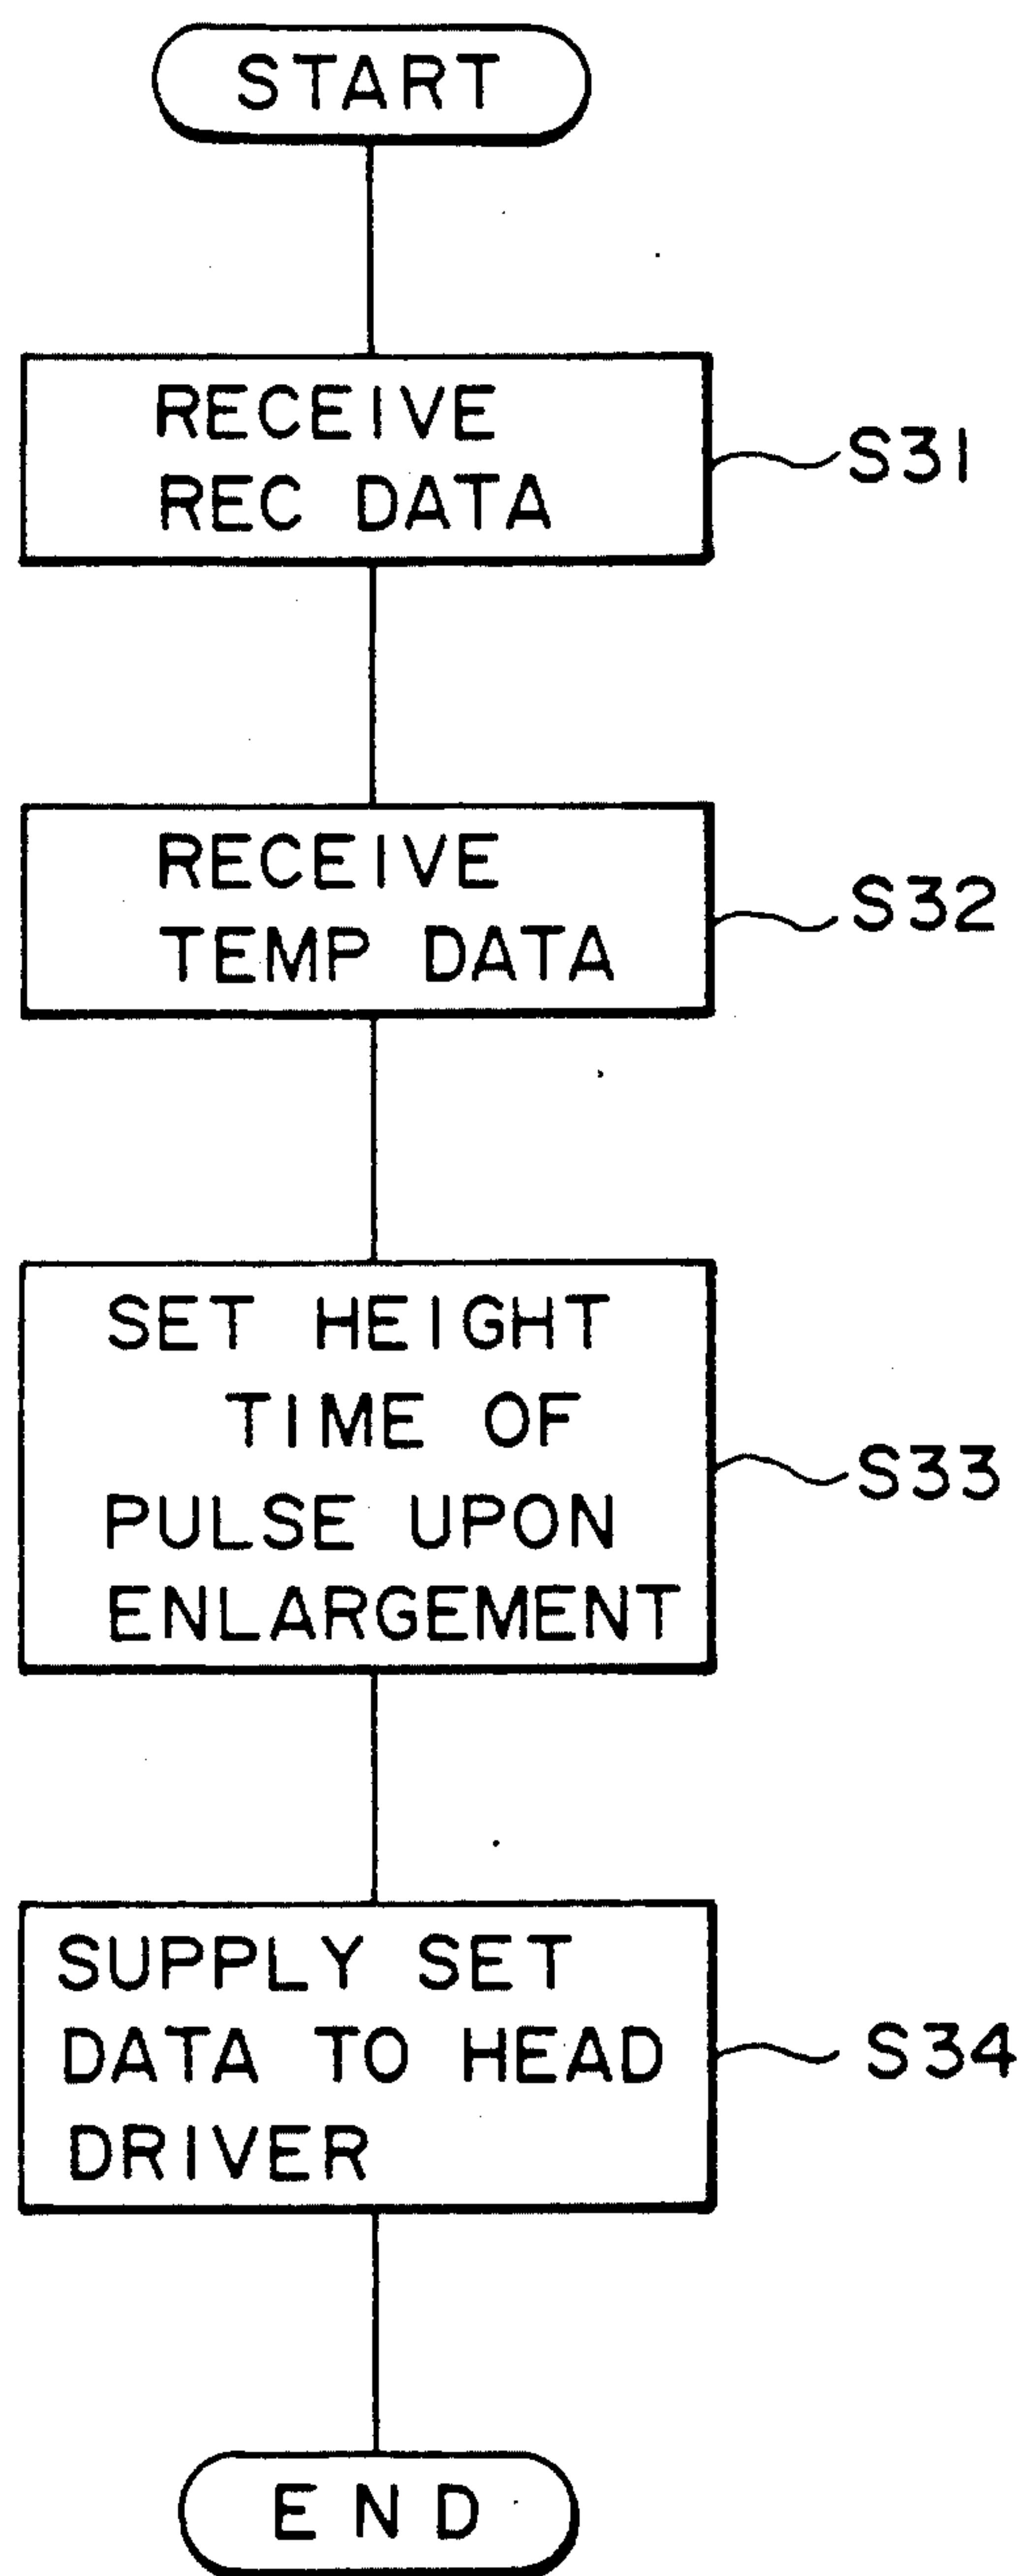 START
RECEIVE
REC DATA
S31
RECEIVE
TEMP DATA
S32
SET HEIGHT
TIME OF
PULSE UPON
ENLARGEMENT
S33
SUPPLY SET
DATA TO HEAD
DRIVER
S34
END